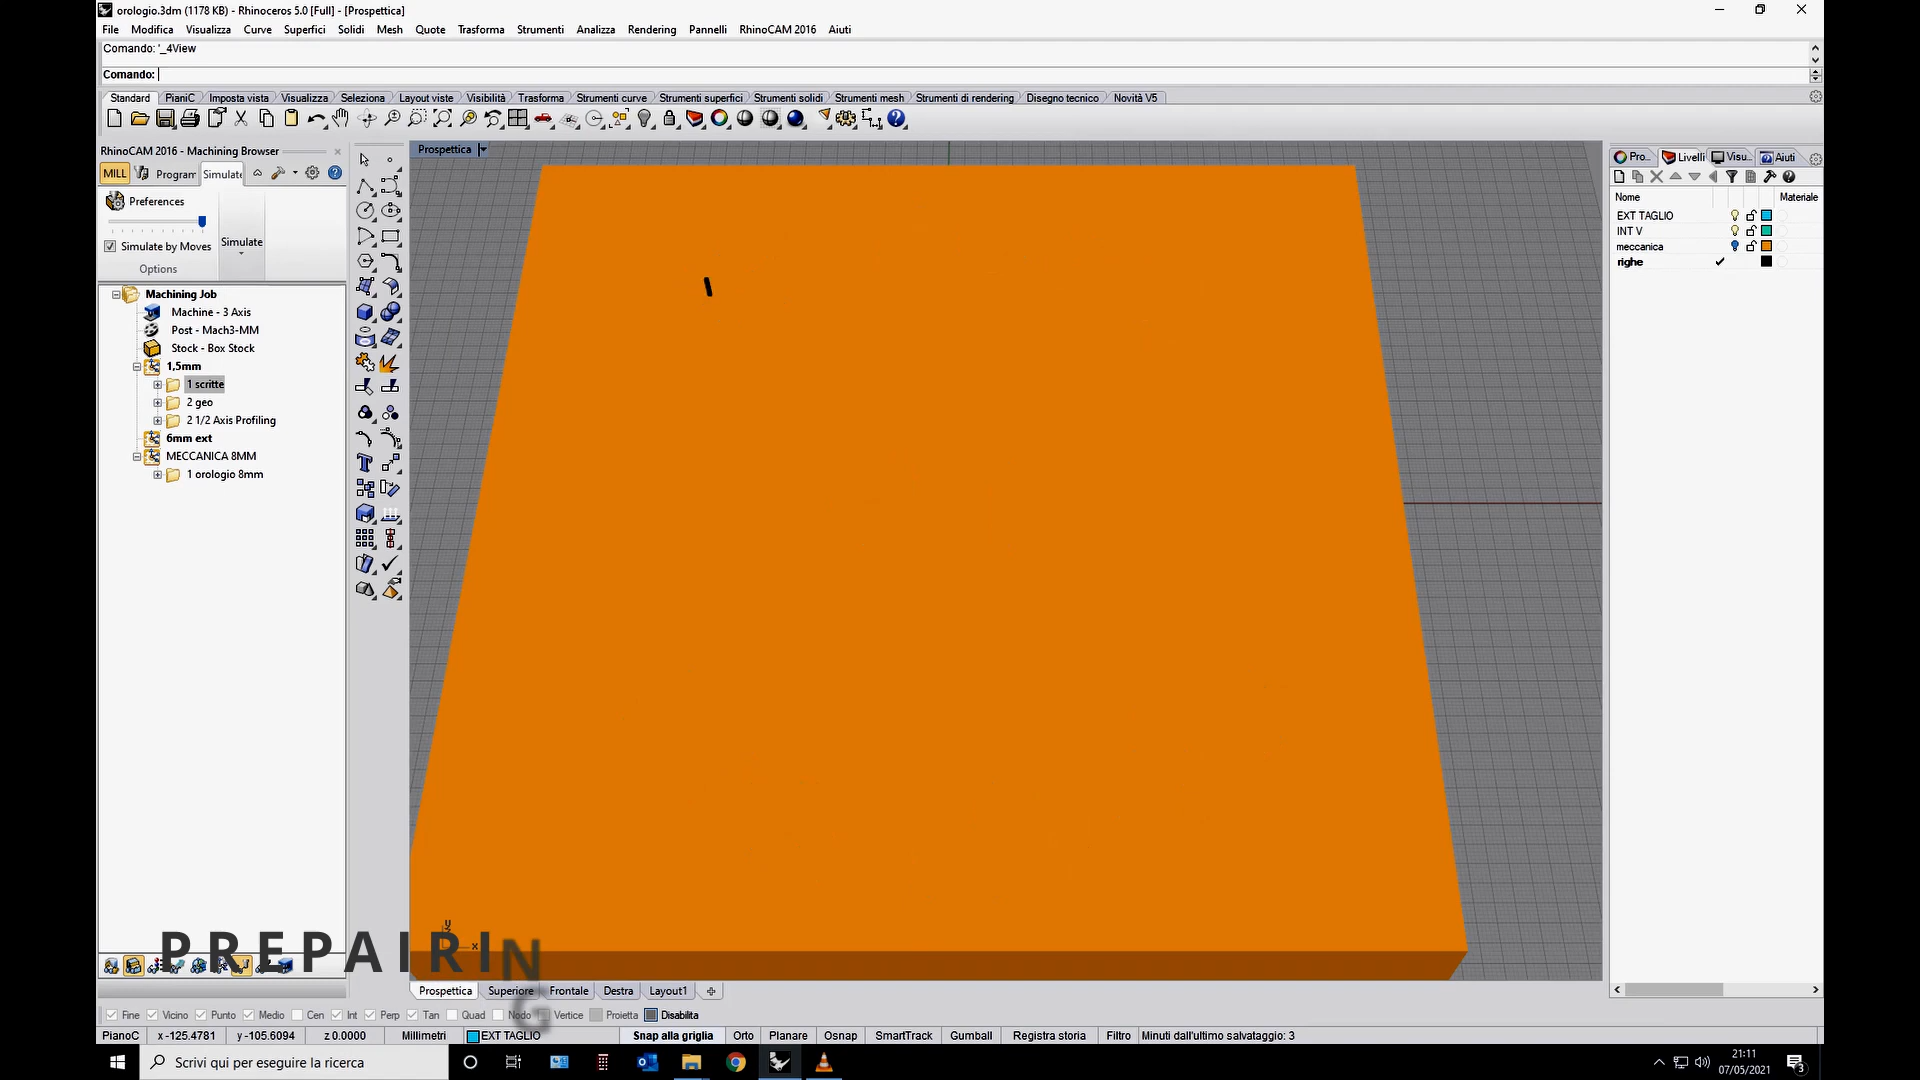 orologio.3dm (1178 KB) - Rhinoceros 5.0 [Full] - [Prospettica]
File Modifica Visualizza Curve Superfici Solidi Mesh Quote Trasforma Strumenti Analizza Rendering Pannelli RhinoCAM 2016 Aiuti
Comando: '_4View
Comando:
Standard PianiC Imposta vista Visualizza Seleziona Layout viste Visibilità Trasforma Strumenti curve Strumenti superfici Strumenti solidi Strumenti mesh Strumenti di rendering Disegno tecnico Novità V5
RhinoCAM 2016 - Machining Browser
MILL Program Simulate
Preferences
Simulate by Moves
Simulate
Options
Machining Job
Machine - 3 Axis
Post - Mach3-MM
Stock - Box Stock
1,5mm
1 scritte
2 geo
2 1/2 Axis Profiling
6mm ext
MECCANICA 8MM
1 orologio 8mm
Prospettica
Pro... Livelli Visu... Aiuti
Nome Materiale
EXT TAGLIO
INT V
meccanica
righe
y
x
PREPAIRING
Prospettica Superiore Frontale Destra Layout1
Fine Vicino Punto Medio Cen Int Perp Tan Quad Nodo Vertice Proietta Disabilita
PianoC x -125.4781 y -105.6094 z 0.0000 Millimetri EXT TAGLIO Snap alla griglia Orto Planare Osnap SmartTrack Gumball Registra storia Filtro Minuti dall'ultimo salvataggio: 3
Scrivi qui per eseguire la ricerca
21:11
07/05/2021
3